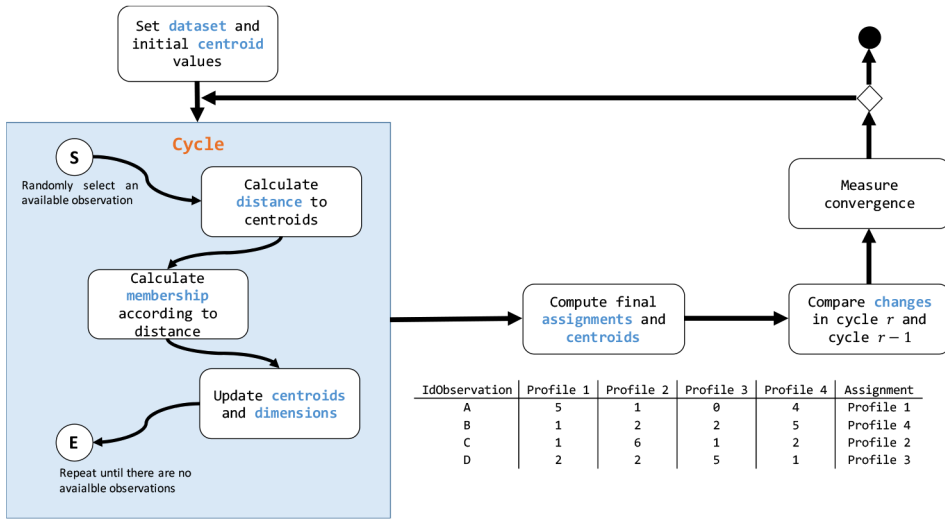 Set dataset and
initial centroid
values
Cycle
S
Randomly select an
available observation
Calculate
distance to
centroids
Calculate
membership
according to
distance
Update centroids
and dimensions
E
Repeat until there are no
avaialble observations
Compute final
assignments and
centroids
Compare changes
in cycle r and
cycle r − 1
Measure
convergence
IdObservation Profile 1 Profile 2 Profile 3 Profile 4 Assignment
A 5 1 0 4 Profile 1
B 1 2 2 5 Profile 4
C 1 6 1 2 Profile 2
D 2 2 5 1 Profile 3